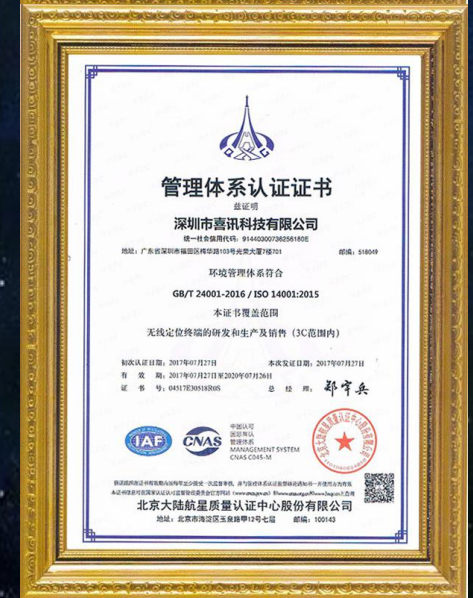 管理体系认证证书
兹证明
深圳市喜讯科技有限公司
统一社会信用代码：91440300736256180E
地址：广东省深圳市福田区梅华路103号光荣大厦7楼701 邮编：518049
环境管理体系符合
GB/T 24001-2016 / ISO 14001:2015
本证书覆盖范围
无线定位终端的研发和生产及销售（3C范围内）
初次认证日期：2017年07月27日 本次发证日期：2017年07月27日
有 效 期：2017年07月27日至2020年07月26日
证 书 号：04517E30518R0S 总 经 理：
IAF
CNAS
中国认可
国际互认
管理体系
MANAGEMENT SYSTEM
CNAS C045-M
北京大陆航星质量认证中心股份有限公司
地址：北京市海淀区玉泉路甲12号七层 邮编：100143